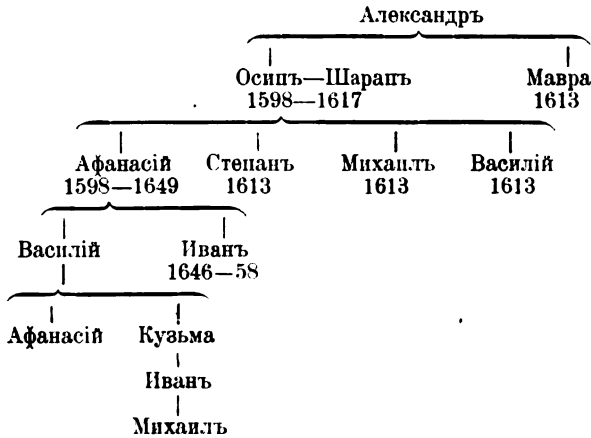 Александръ
Осипъ—Шарапъ Мавра
1598—1617 1613
Афанасій Степанъ Михаилъ Василій
1598—1649 1613 1613 1613
Василій Иванъ
1646—58
Афанасій Кузьма
Иванъ
Михаилъ